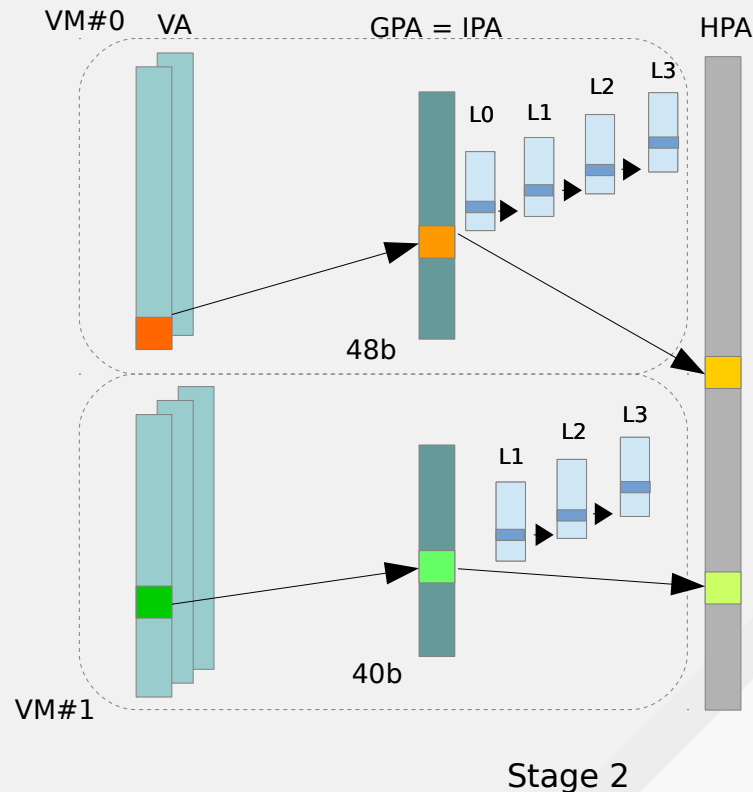 VM#0
VA
GPA = IPA
HPA
L0
L1
L2
L3
48b
L1
L2
L3
40b
VM#1
Stage 2